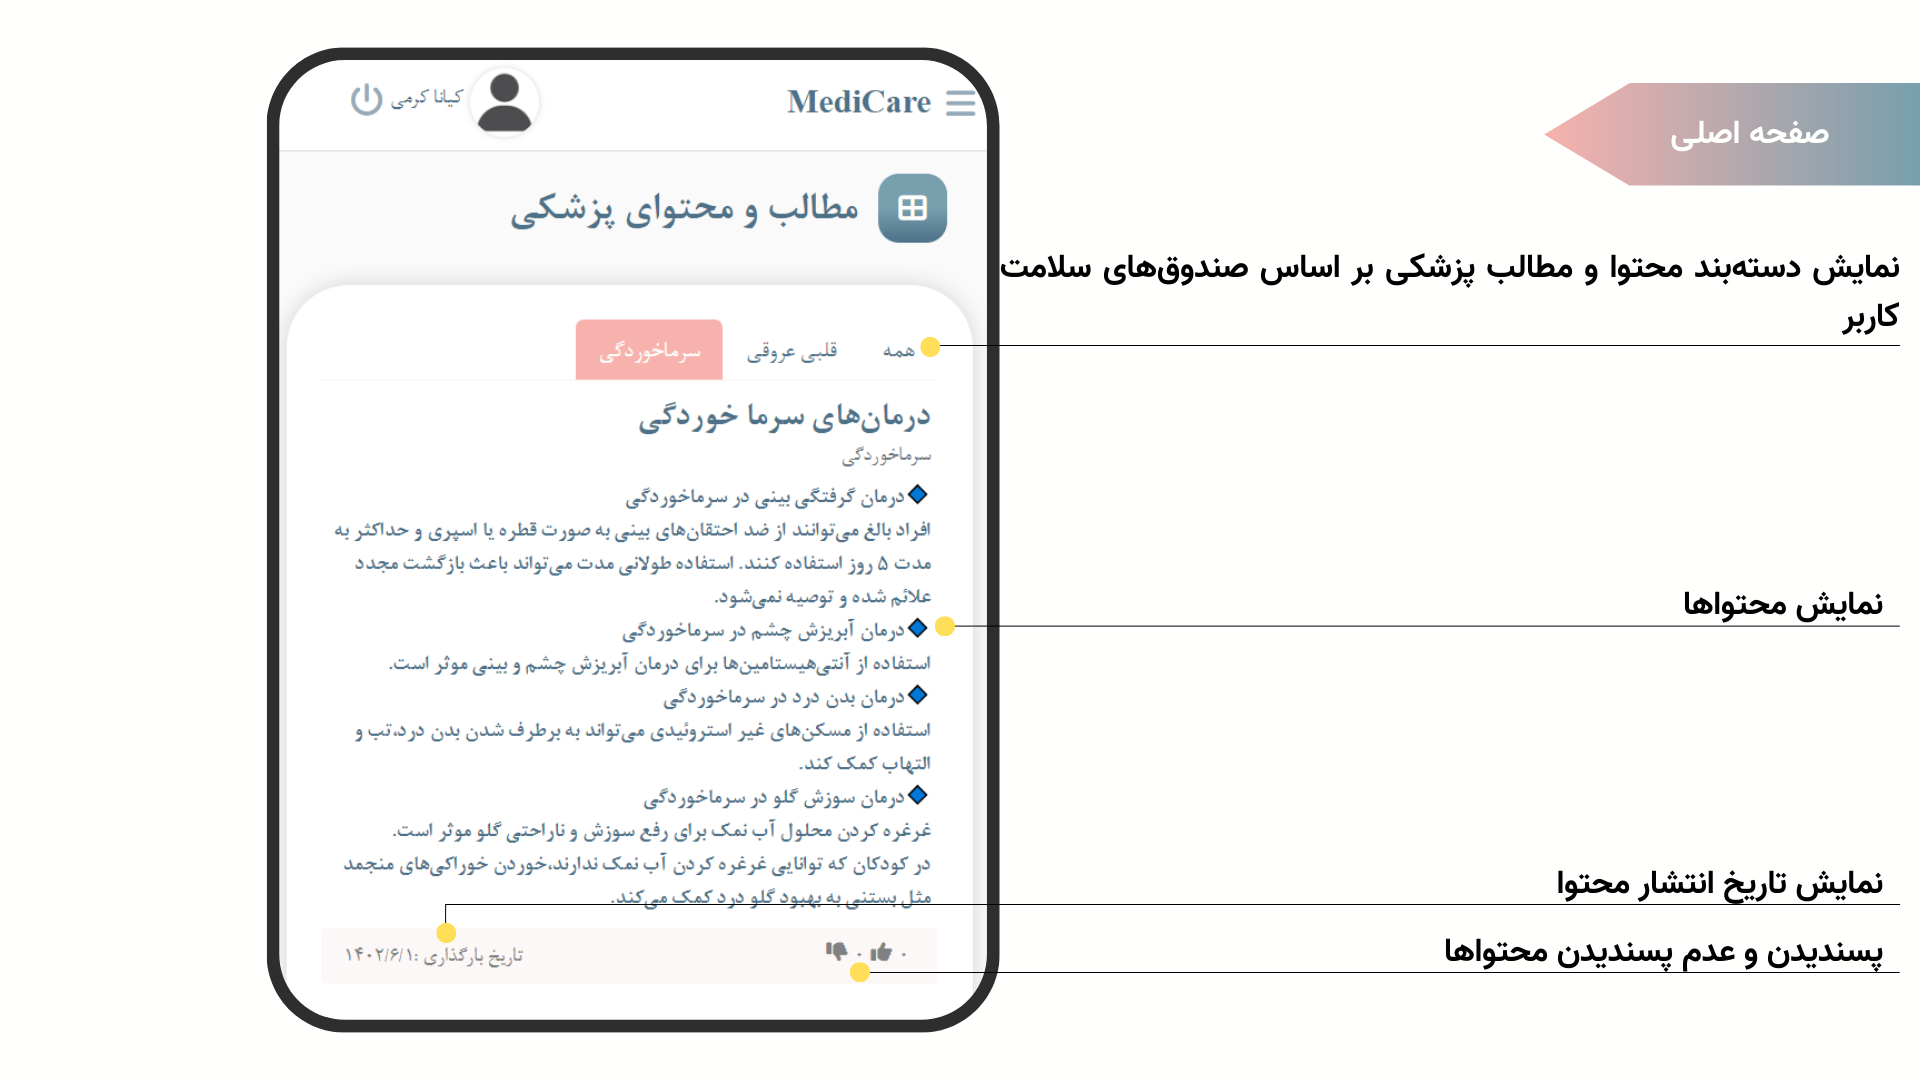 صفحه اصلی
نمایش دسته‌بند محتوا و مطالب پزشکی بر اساس صندوق‌های سلامت
کاربر
نمایش محتواها
نمایش تاریخ انتشار محتوا
پسندیدن و عدم پسندیدن محتواها
MediCare
کیانا کرمی
مطالب و محتوای پزشکی
همه
قلبی عروقی
سرماخوردگی
درمان‌های سرما خوردگی
سرماخوردگی
درمان گرفتگی بینی در سرماخوردگی
افراد بالغ می‌توانند از ضد احتقان‌های بینی به صورت قطره یا اسپری و حداکثر به
مدت ۵ روز استفاده کنند. استفاده طولانی مدت می‌تواند باعث بازگشت مجدد
علائم شده و توصیه نمی‌شود.
درمان آبریزش چشم در سرماخوردگی
استفاده از آنتی‌هیستامین‌ها برای درمان آبریزش چشم و بینی موثر است.
درمان بدن درد در سرماخوردگی
استفاده از مسکن‌های غیر استروئیدی می‌تواند به برطرف شدن بدن درد،تب و
التهاب کمک کند.
درمان سوزش گلو در سرماخوردگی
غرغره کردن محلول آب نمک برای رفع سوزش و ناراحتی گلو موثر است.
در کودکان که توانایی غرغره کردن آب نمک ندارند،خوردن خوراکی‌های منجمد
مثل بستنی به بهبود گلو درد کمک می‌کند.
۰ ۰
تاریخ بارگذاری :۱۴۰۲/۶/۱